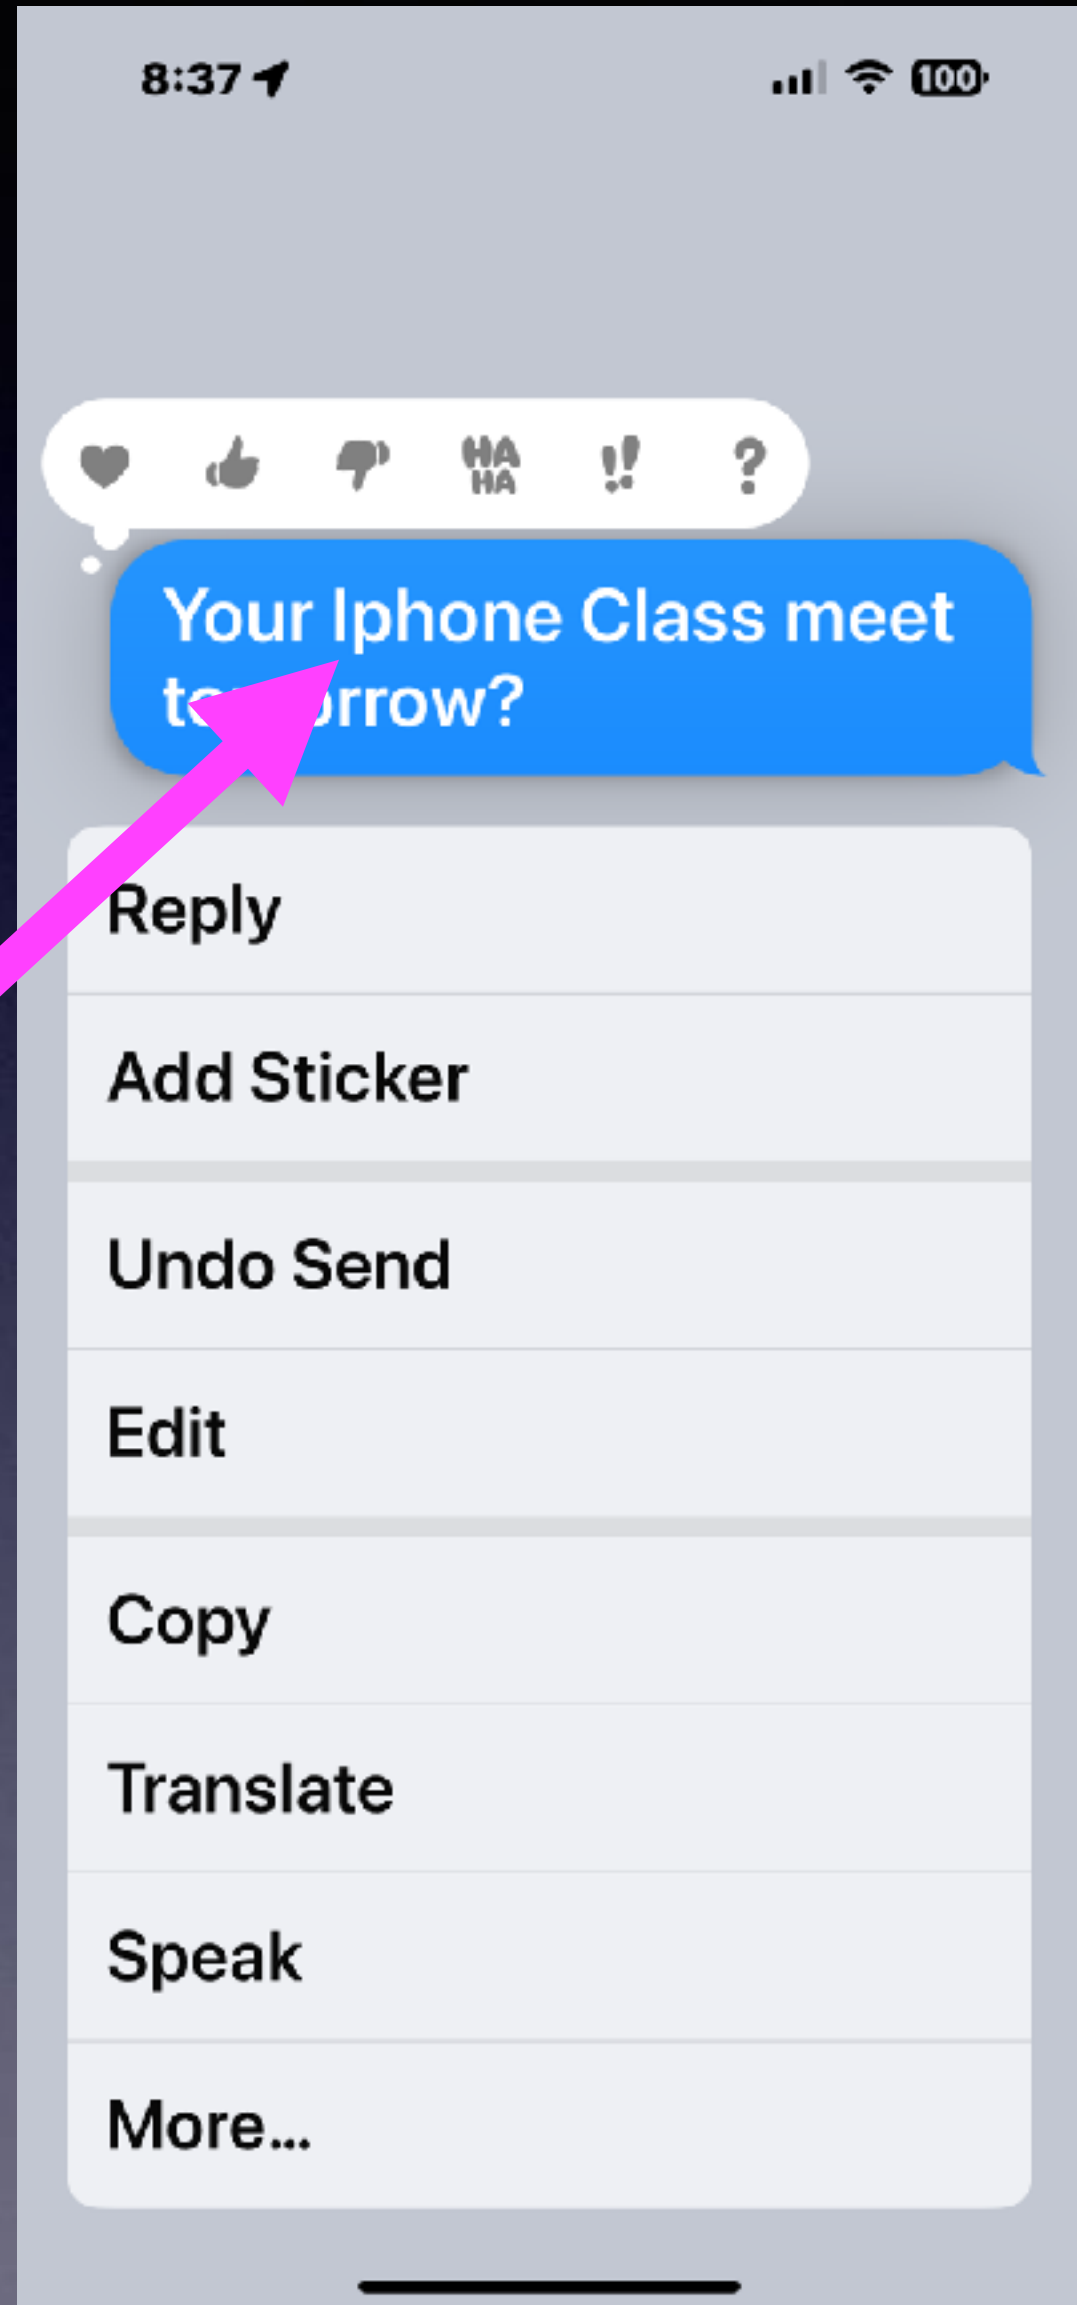 8:37
100
HA
HA
!!
?
Your Iphone Class meet
tomorrow?
Reply
Add Sticker
Undo Send
Edit
Copy
Translate
Speak
More...